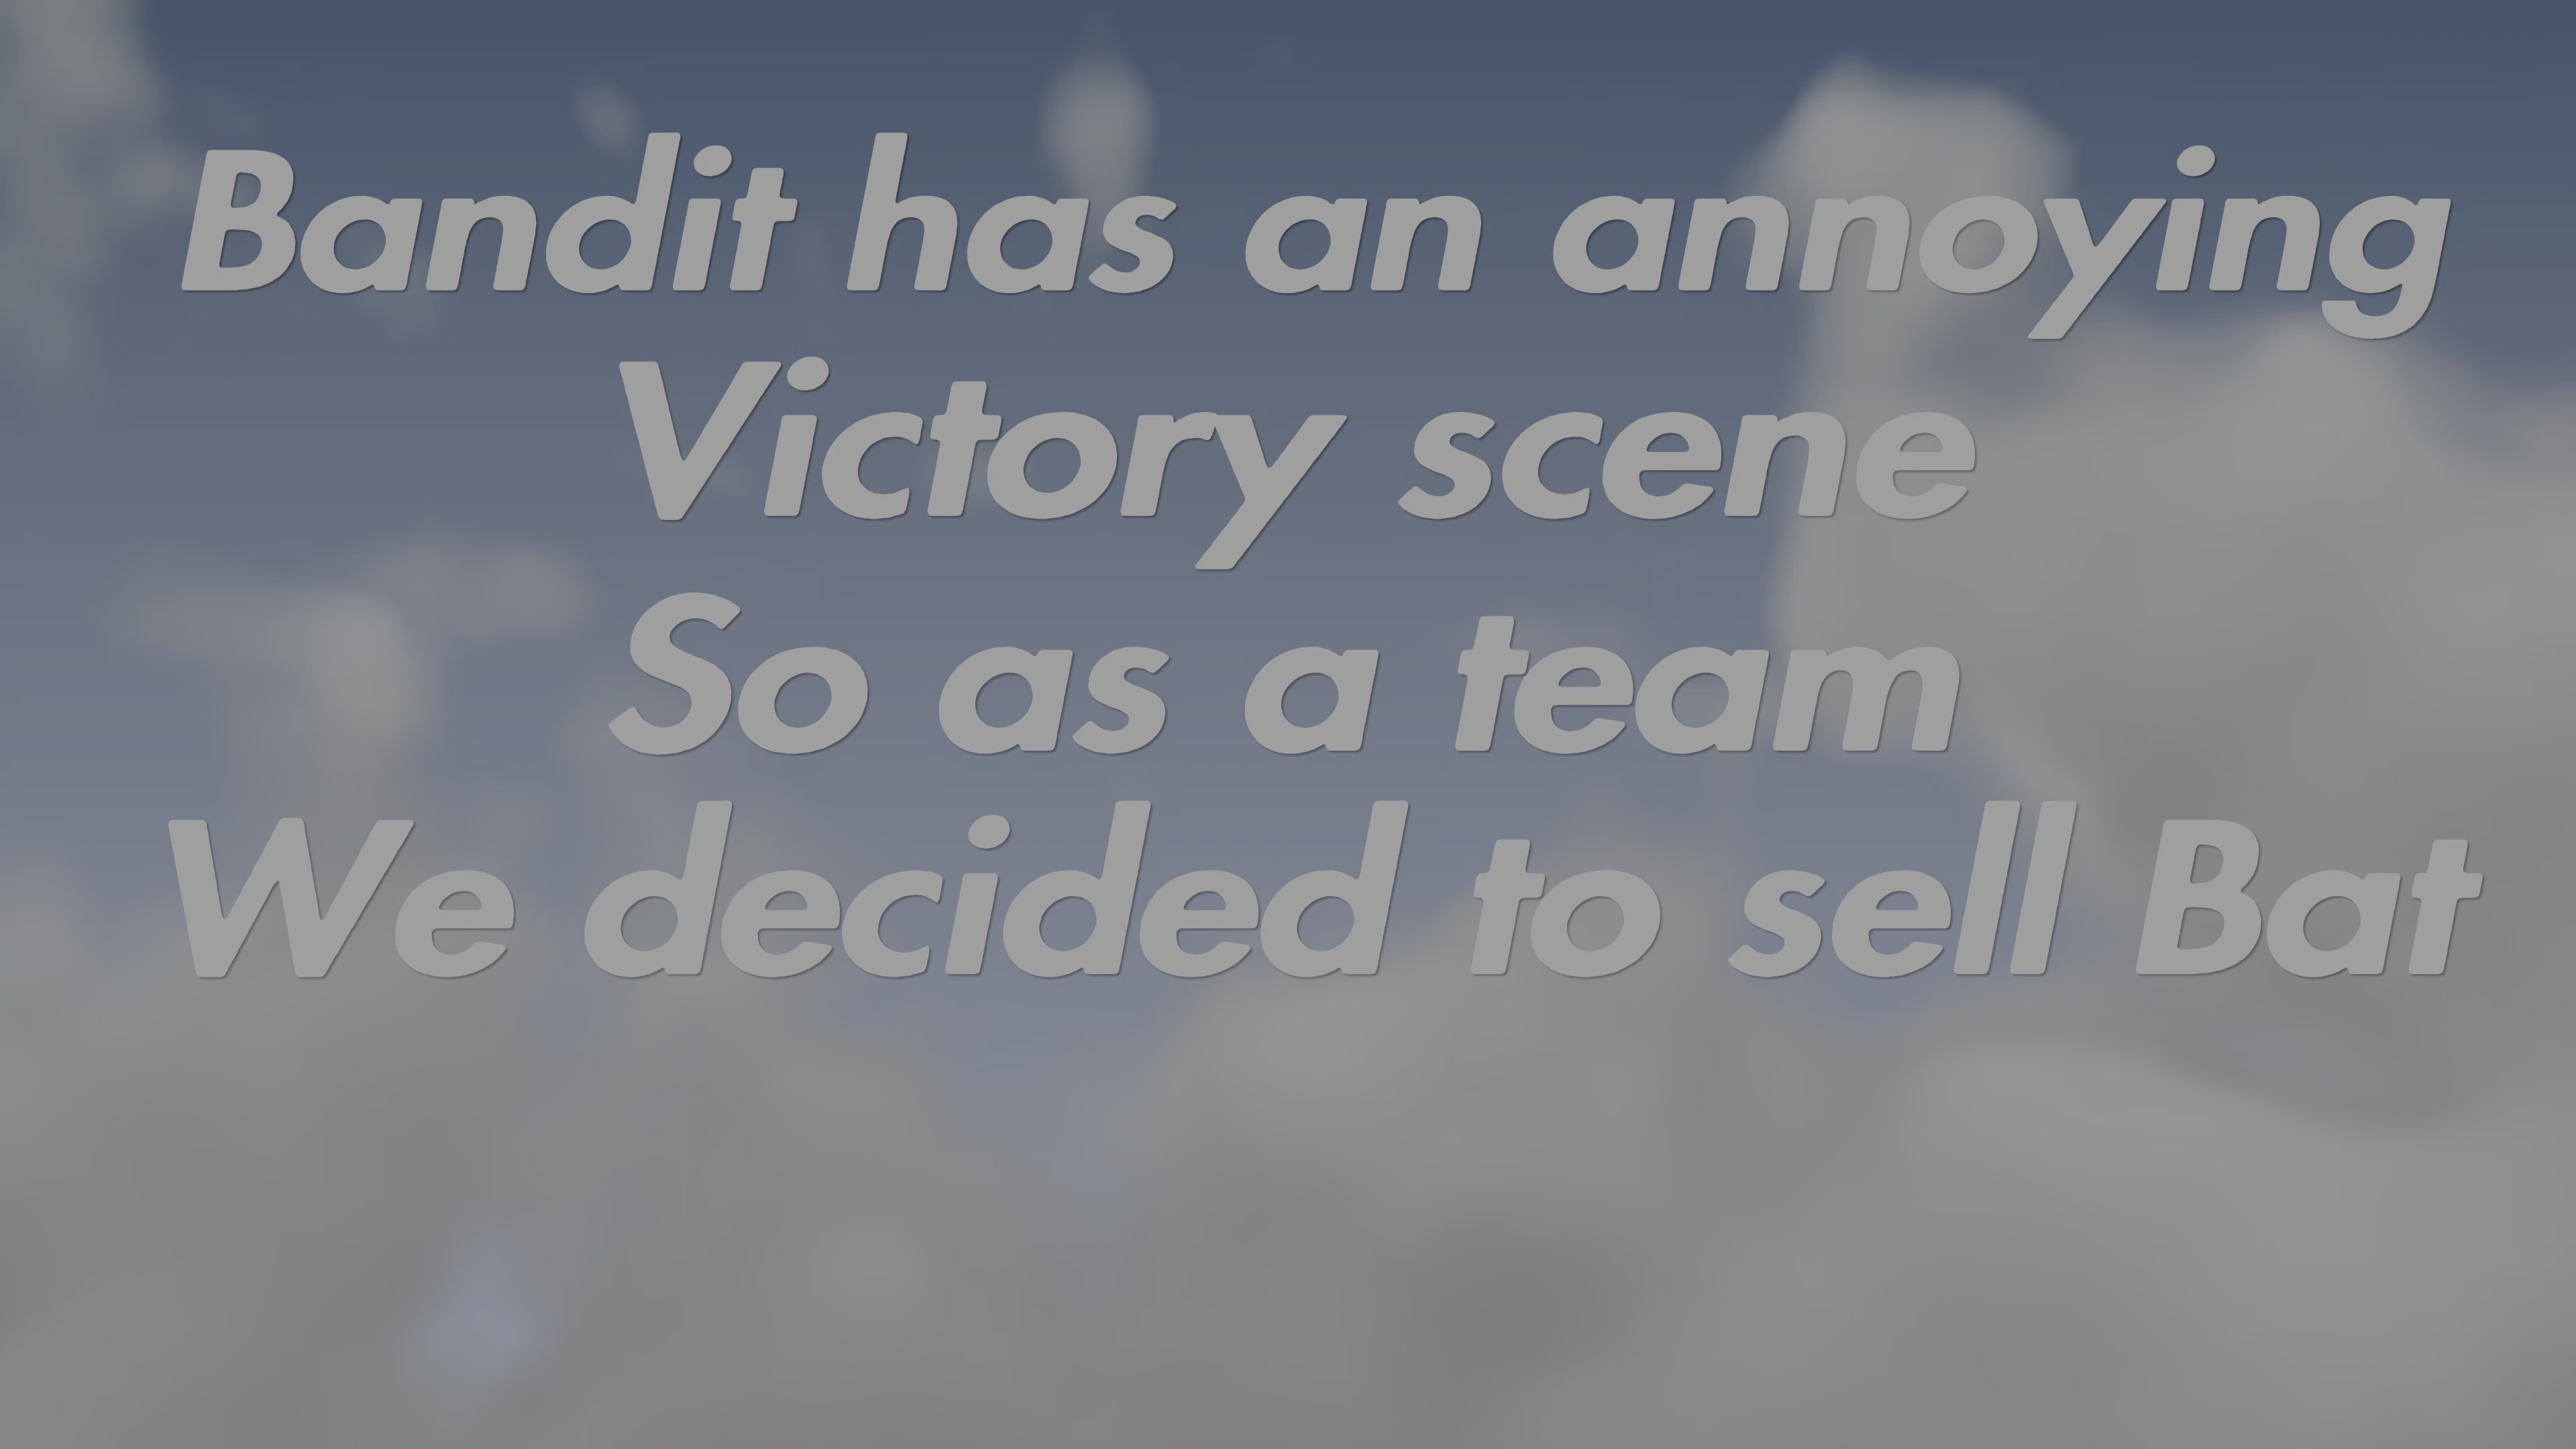 Bandit has an annoying
Victory scene
So as a team
We decided to sell Bat